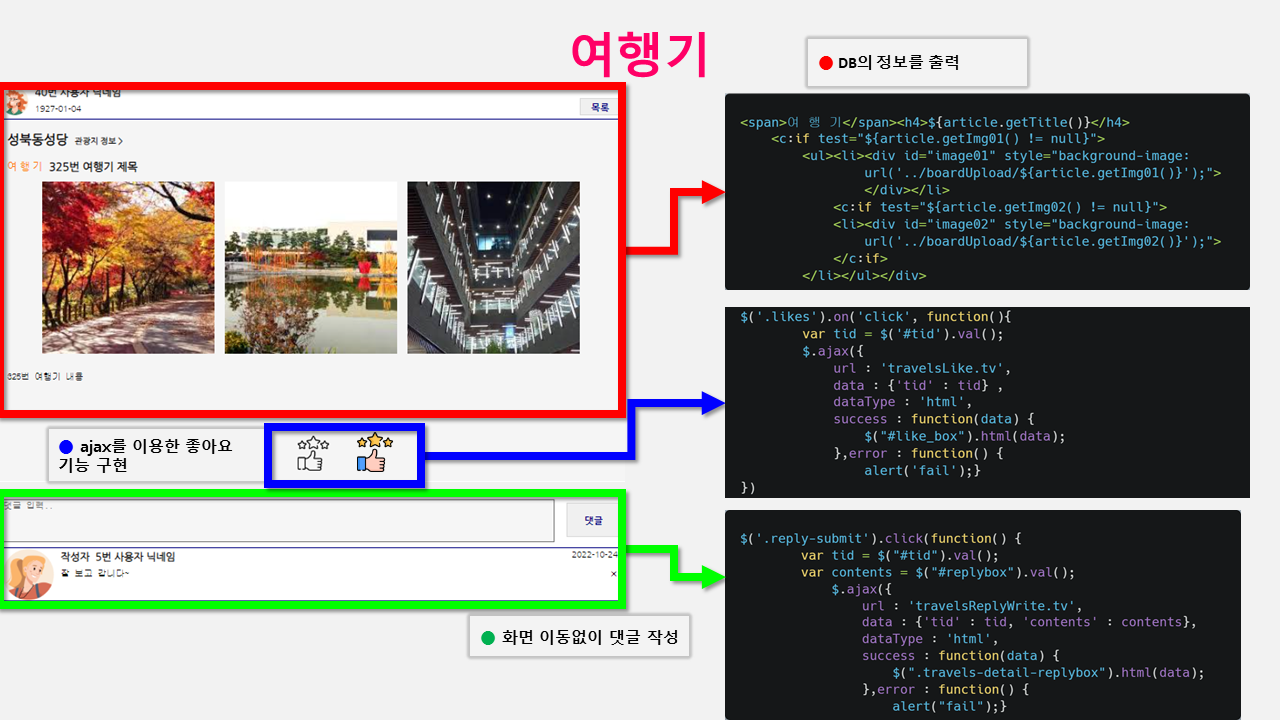 여행기
● DB의 정보를 출력
40번 사용자 닉네임
1927-01-04
목록
성북동성당 관광지 정보 >
여 행 기 325번 여행기 제목
325번 여행기 내용
● ajax를 이용한 좋아요
기능 구현
댓글 입력..
댓글
작성자 5번 사용자 닉네임
2022-10-24
잘 보고 갑니다~
×
● 화면 이동없이 댓글 작성
<span>여 행 기</span><h4>${article.getTitle()}</h4>
<c:if test="${article.getImg01() != null}">
<ul><li><div id="image01" style="background-image:
url('../boardUpload/${article.getImg01()}');">
</div></li>
<c:if test="${article.getImg02() != null}">
<li><div id="image02" style="background-image:
url('../boardUpload/${article.getImg02()}');">
</c:if>
</li></ul></div>
$('.likes').on('click', function(){
var tid = $('#tid').val();
$.ajax({
url : 'travelsLike.tv',
data : {'tid' : tid} ,
dataType : 'html',
success : function(data) {
$("#like_box").html(data);
},error : function() {
alert('fail');}
})
$('.reply-submit').click(function() {
var tid = $("#tid").val();
var contents = $("#replybox").val();
$.ajax({
url : 'travelsReplyWrite.tv',
data : {'tid' : tid, 'contents' : contents},
dataType : 'html',
success : function(data) {
$(".travels-detail-replybox").html(data);
},error : function() {
alert("fail");}